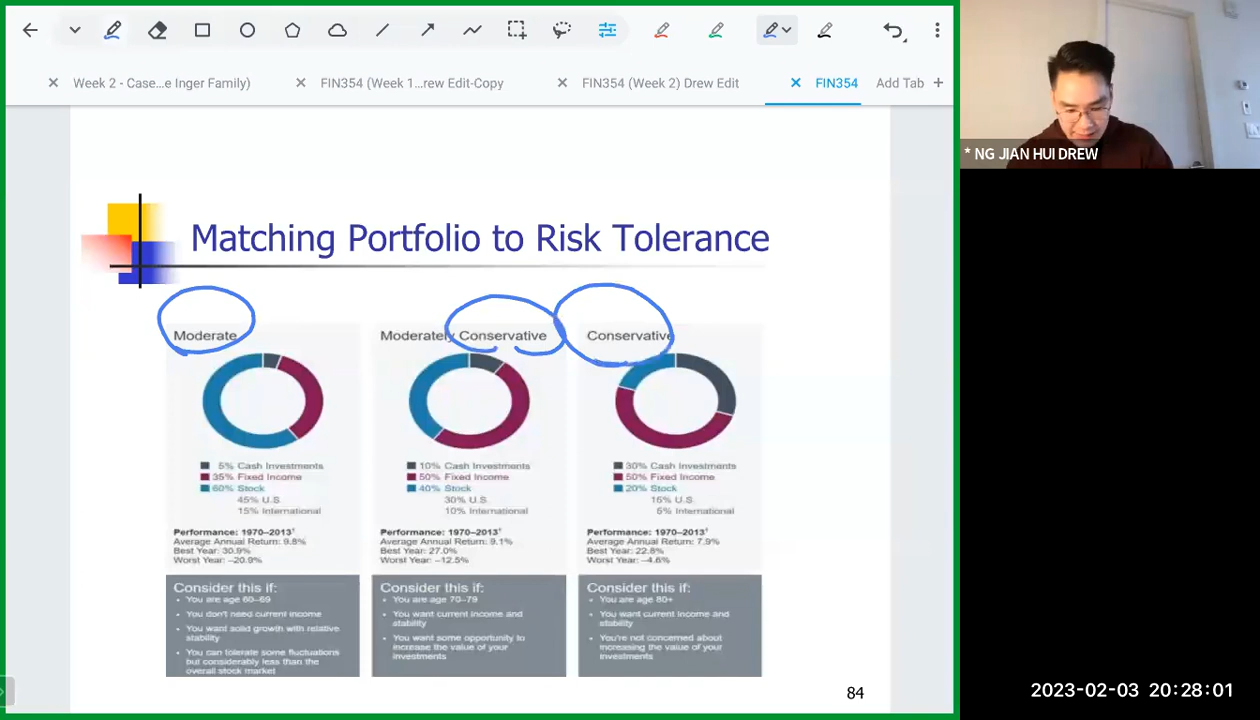 Week 2 - Case...e Inger Family)
FIN354 (Week 1...rew Edit-Copy
FIN354 (Week 2) Drew Edit
FIN354
Add Tab
* NG JIAN HUI DREW
Matching Portfolio to Risk Tolerance
Moderate
5% Cash Investments
35% Fixed Income
60% Stock
45% U.S.
15% International
Performance: 1970–2013¹
Average Annual Return: 9.8%
Best Year: 30.9%
Worst Year: –20.9%
Consider this if:
• You are age 60–69
• You don't need current income
• You want solid growth with relative
stability
• You can tolerate some fluctuations
but considerably less than the
overall stock market
Moderately Conservative
10% Cash Investments
50% Fixed Income
40% Stock
30% U.S.
10% International
Performance: 1970–2013¹
Average Annual Return: 9.1%
Best Year: 27.0%
Worst Year: –12.5%
Consider this if:
• You are age 70–79
• You want current income and
stability
• You want some opportunity to
increase the value of your
investments
Conservative
30% Cash Investments
50% Fixed Income
20% Stock
15% U.S.
5% International
Performance: 1970–2013¹
Average Annual Return: 7.9%
Best Year: 22.8%
Worst Year: –4.6%
Consider this if:
• You are age 80+
• You want current income and
stability
• You're not concerned about
increasing the value of your
investments
84
2023-02-03 20:28:01